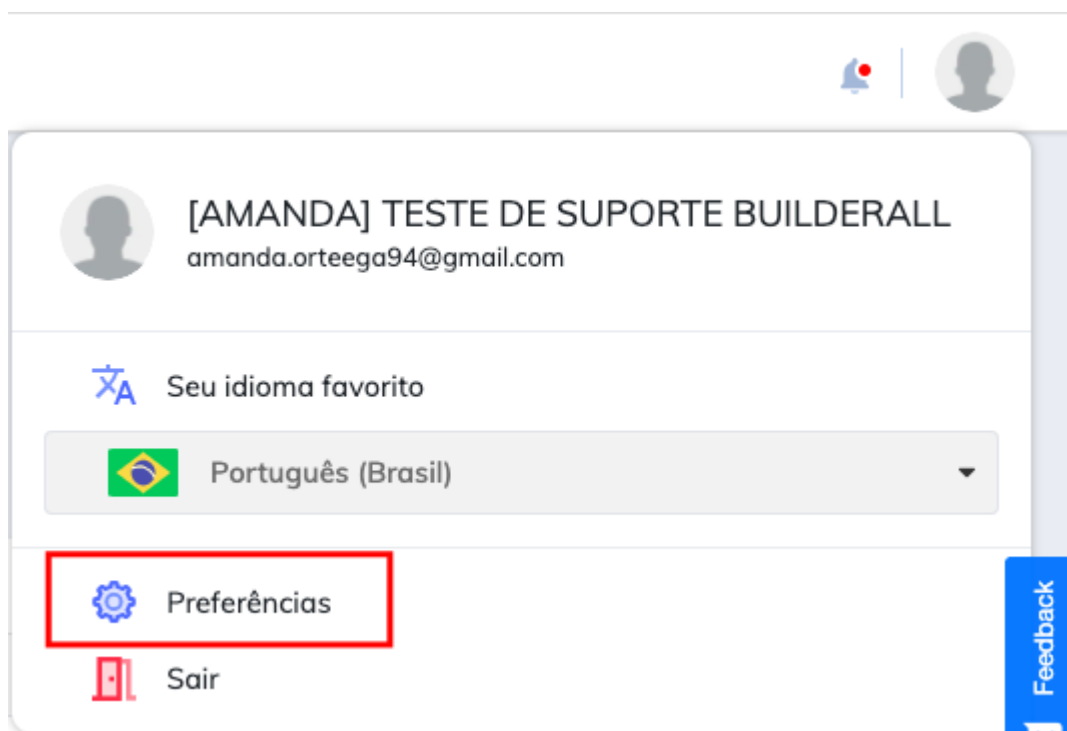 [AMANDA] TESTE DE SUPORTE BUILDERALL
amanda.orteega94@gmail.com
Seu idioma favorito
Português (Brasil)
Preferências
Sair
Feedback